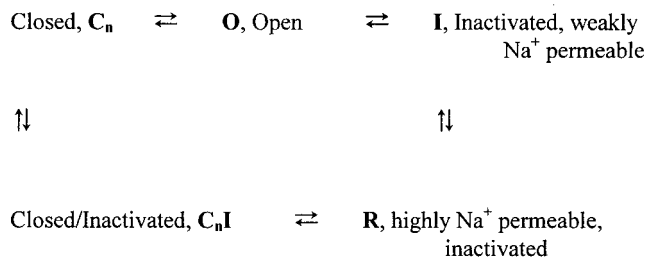 Closed, Cn ⇄ O, Open ⇄ I, Inactivated, weakly
Na+ permeable
⇅ ⇅
Closed/Inactivated, CnI ⇄ R, highly Na+ permeable,
inactivated